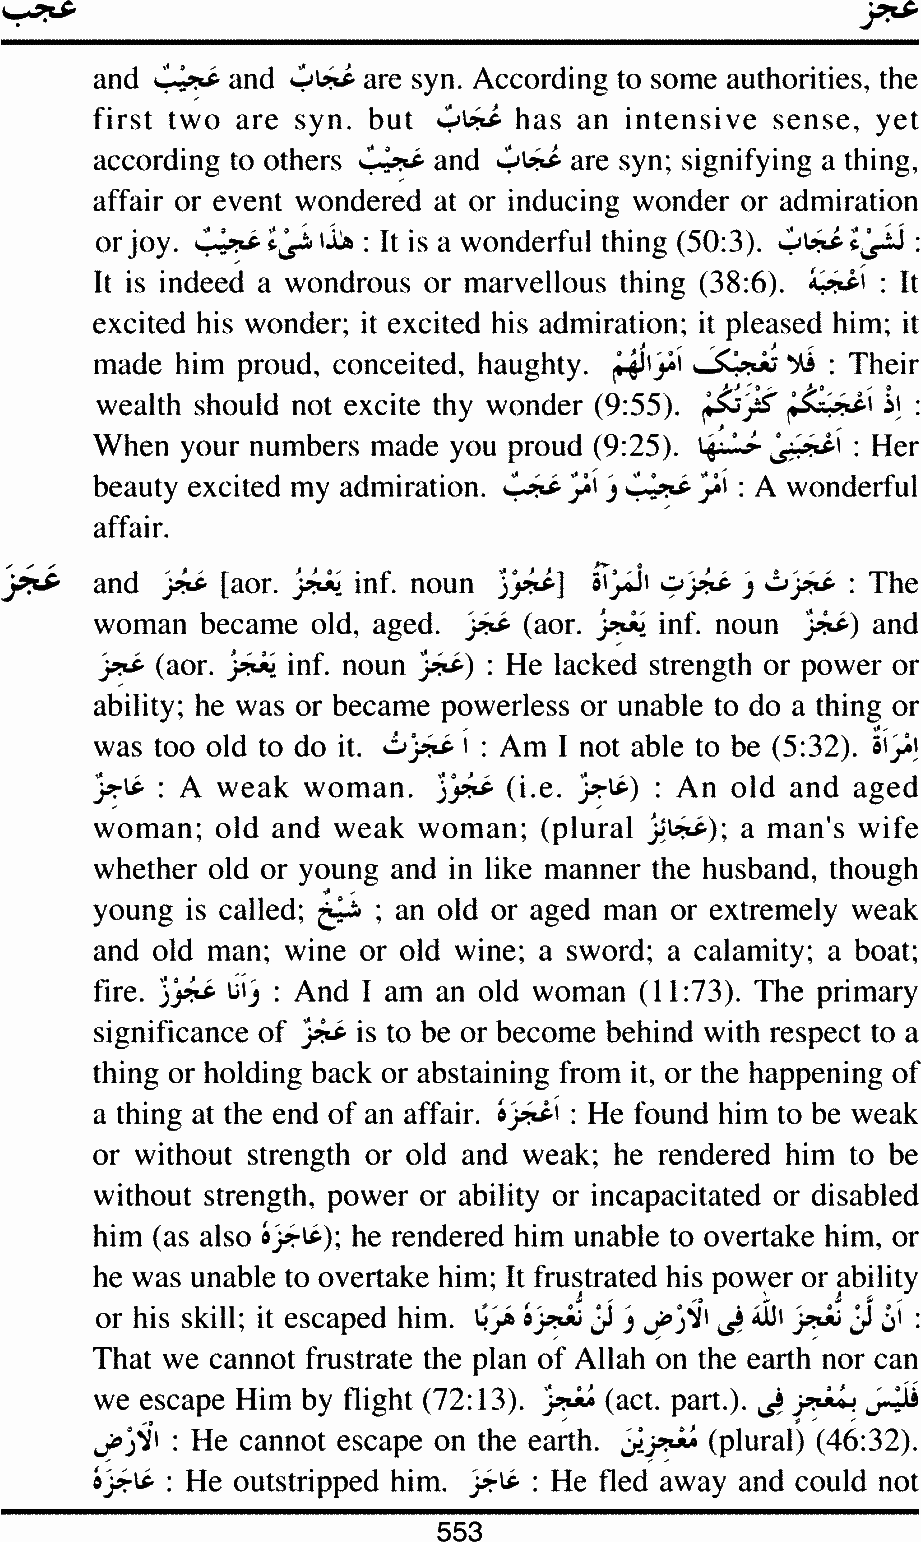 عَجب عَجز
and عَجِيْبٌ and عُجَابٌ are syn. According to some authorities, the
first two are syn. but عُجَابٌ has an intensive sense, yet
according to others عَجِيْبٌ and عُجَابٌ are syn; signifying a thing,
affair or event wondered at or inducing wonder or admiration
or joy. هٰذَا شَیْءٌ عَجِيْبٌ : It is a wonderful thing (50:3). لَشَیْءٌ عُجَابٌ :
It is indeed a wondrous or marvellous thing (38:6). اَعْجَبَهٗ : It
excited his wonder; it excited his admiration; it pleased him; it
made him proud, conceited, haughty. فَلَا تُعْجِبْکَ اَمْوَالُهُمْ : Their
wealth should not excite thy wonder (9:55). اِذْ اَعْجَبَتْكُمْ كَثْرَتُكُمْ :
When your numbers made you proud (9:25). اَعْجَبَنِیْ حُسْنُهَا : Her
beauty excited my admiration. اَمْرٌ عَجِيْبٌ وَ اَمْرٌ عَجَبٌ : A wonderful
affair.
عَجَزَ and عَجُزَ [aor. يَعْجُزُ inf. noun عُجُوْزٌ] عَجَزَتْ وَ عَجُزَتِ الْمَرْاَةُ : The
woman became old, aged. عَجَزَ (aor. يَعْجِزُ inf. noun عَجْزٌ) and
عَجِزَ (aor. يَعْجَزُ inf. noun عَجْزٌ) : He lacked strength or power or
ability; he was or became powerless or unable to do a thing or
was too old to do it. اَ عَجَزْتُ : Am I not able to be (5:32). اِمْرَاَةٌ
عَاجِزٌ : A weak woman. عَجُوْزٌ (i.e. عَاجِزٌ) : An old and aged
woman; old and weak woman; (plural عَجَائِزُ); a man's wife
whether old or young and in like manner the husband, though
young is called; شَيْخٌ ; an old or aged man or extremely weak
and old man; wine or old wine; a sword; a calamity; a boat;
fire. وَاَنَا عَجُوْزٌ : And I am an old woman (11:73). The primary
significance of عَجْزٌ is to be or become behind with respect to a
thing or holding back or abstaining from it, or the happening of
a thing at the end of an affair. اَعْجَزَهٗ : He found him to be weak
or without strength or old and weak; he rendered him to be
without strength, power or ability or incapacitated or disabled
him (as also عَاجَزَهٗ); he rendered him unable to overtake him, or
he was unable to overtake him; It frustrated his power or ability
or his skill; it escaped him. اَنْ لَّنْ نُّعْجِزَ اللّٰهَ فِی الْاَرْضِ وَ لَنْ نُّعْجِزَهٗ هَرَبًا :
That we cannot frustrate the plan of Allah on the earth nor can
we escape Him by flight (72:13). مُعْجِزٌ (act. part.). فَلَيْسَ بِمُعْجِزٍ فِی
الْاَرْضِ : He cannot escape on the earth. مُعْجِزِيْنَ (plural) (46:32).
عَاجَزَهٗ : He outstripped him. عَاجَزَ : He fled away and could not
553